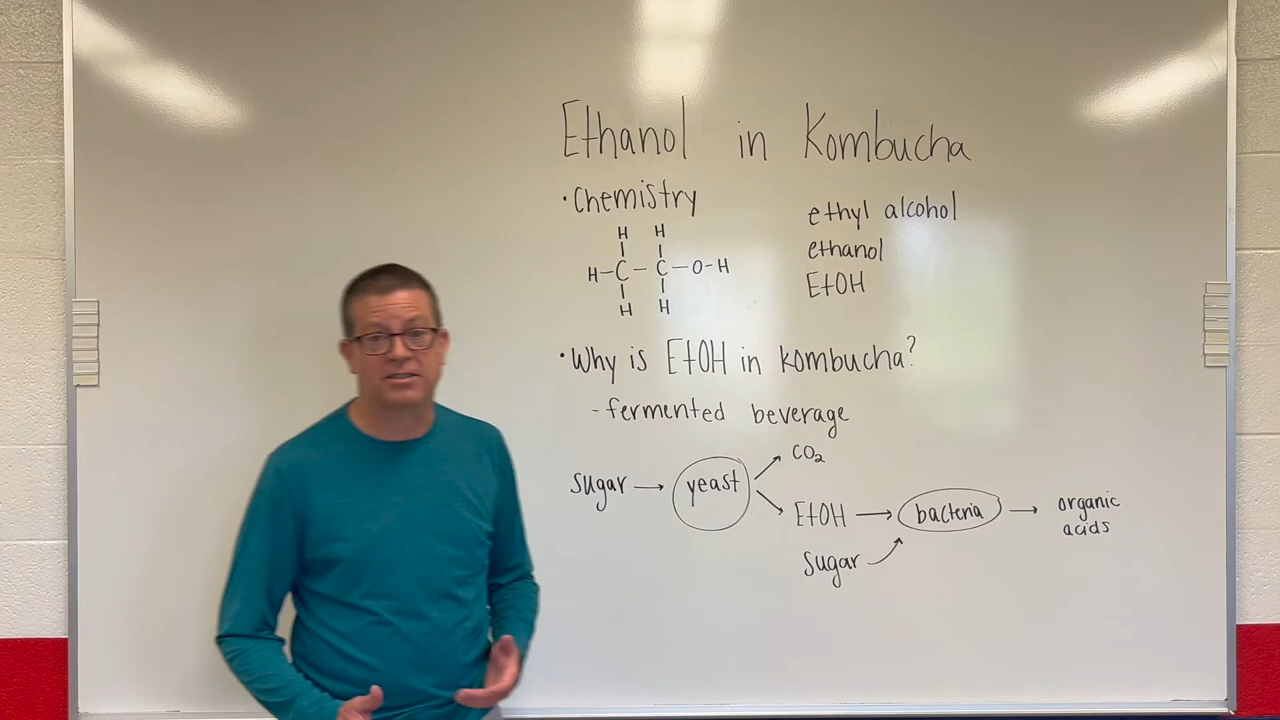 Ethanol in Kombucha
• Chemistry
ethyl alcohol
ethanol
EtOH
H H
H-C-C-O-H
H H
• Why is EtOH in kombucha?
- fermented beverage
CO₂
sugar → yeast
EtOH → bacteria → organic acids
sugar